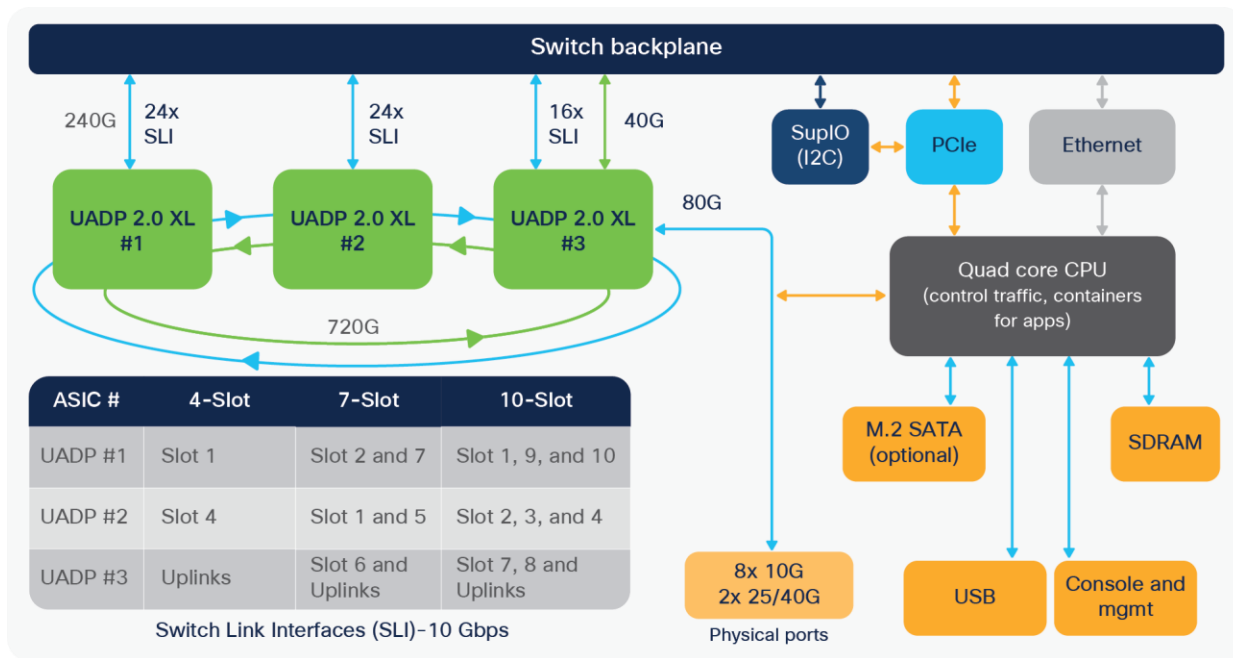 Switch backplane
240G
24x
SLI
24x
SLI
16x
SLI
40G
SupIO
(I2C)
PCIe
Ethernet
UADP 2.0 XL
#1
UADP 2.0 XL
#2
UADP 2.0 XL
#3
80G
720G
Quad core CPU
(control traffic, containers
for apps)
ASIC # 4-Slot 7-Slot 10-Slot
UADP #1 Slot 1 Slot 2 and 7 Slot 1, 9, and 10
UADP #2 Slot 4 Slot 1 and 5 Slot 2, 3, and 4
UADP #3 Uplinks Slot 6 and
Uplinks Slot 7, 8 and
Uplinks
Switch Link Interfaces (SLI)-10 Gbps
M.2 SATA
(optional)
SDRAM
8x 10G
2x 25/40G
Physical ports
USB
Console and
mgmt